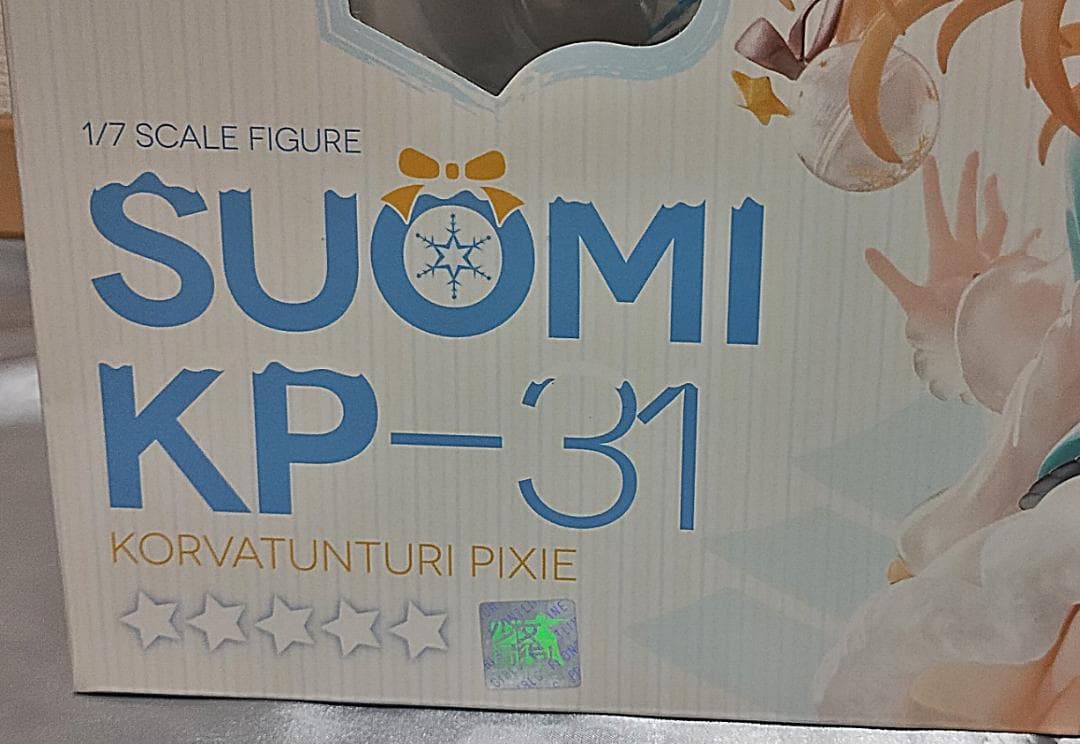 1/7 SCALE FIGURE
SUOMI
KP-31
KORVATUNTURI PIXIE